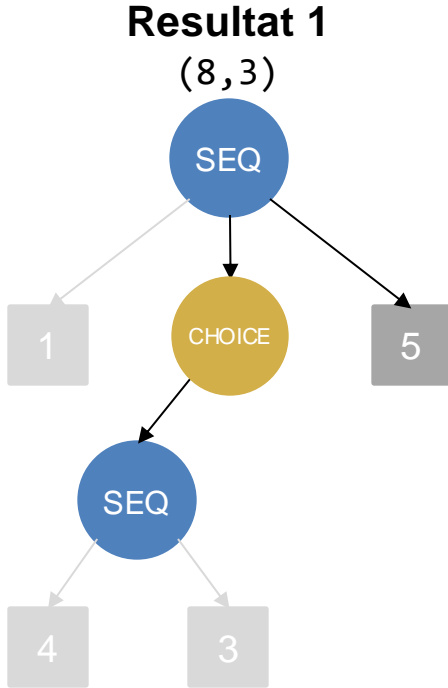 Resultat 1
(8,3)
SEQ
1
CHOICE
5
SEQ
4
3